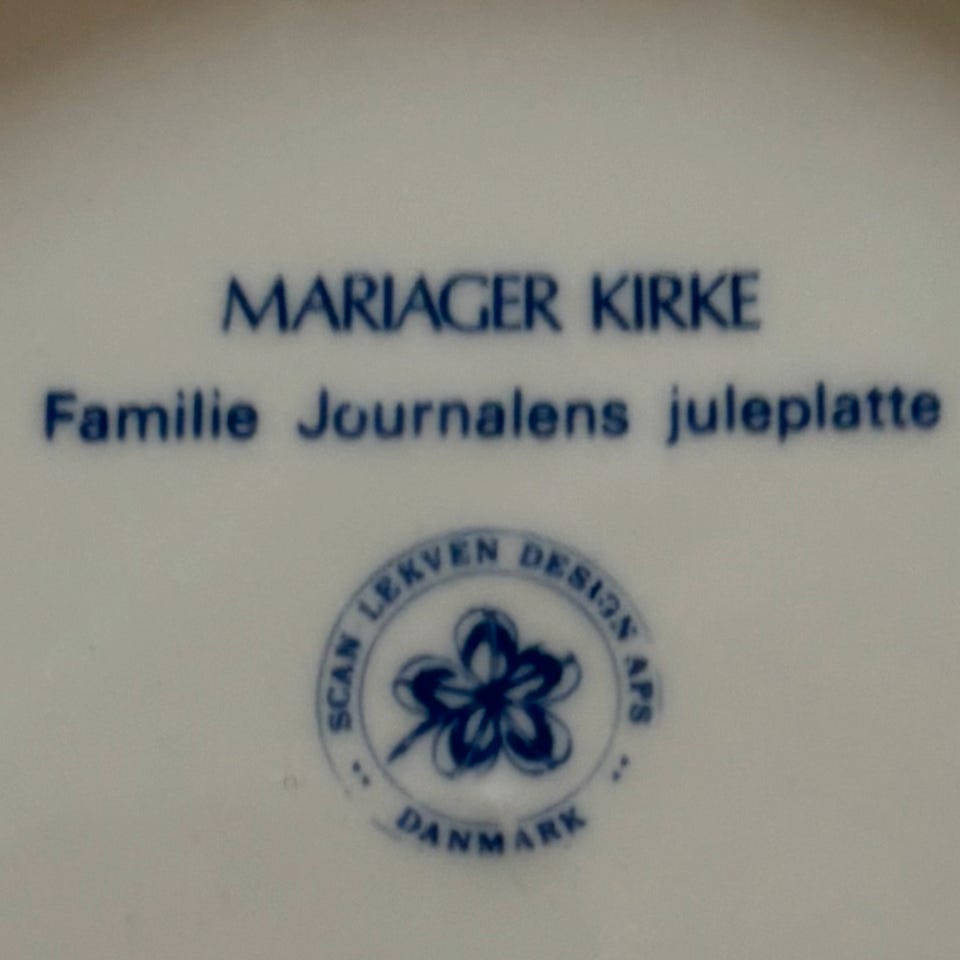 MARIAGER KIRKE
Familie Journalens juleplatte
SCAN LEKVEN DESIGN APS
DANMARK